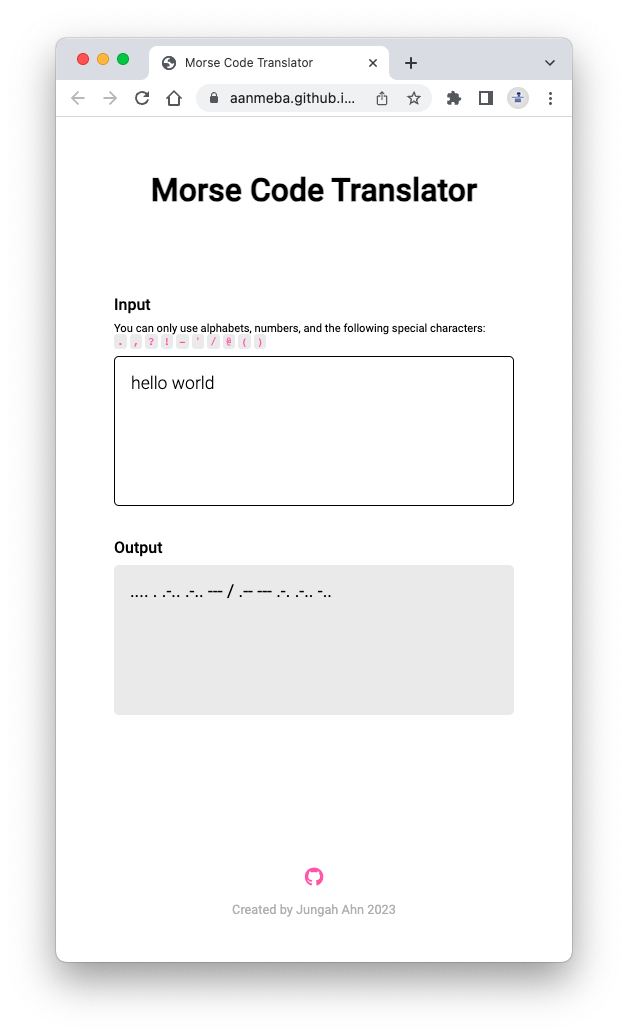 Morse Code Translator
aanmeba.github.i...
Morse Code Translator
Input
You can only use alphabets, numbers, and the following special characters:
. , ? ! - ' / @ ( )
hello world
Output
.... . .-.. .-.. --- / .-- --- .-. .-.. -..
Created by Jungah Ahn 2023